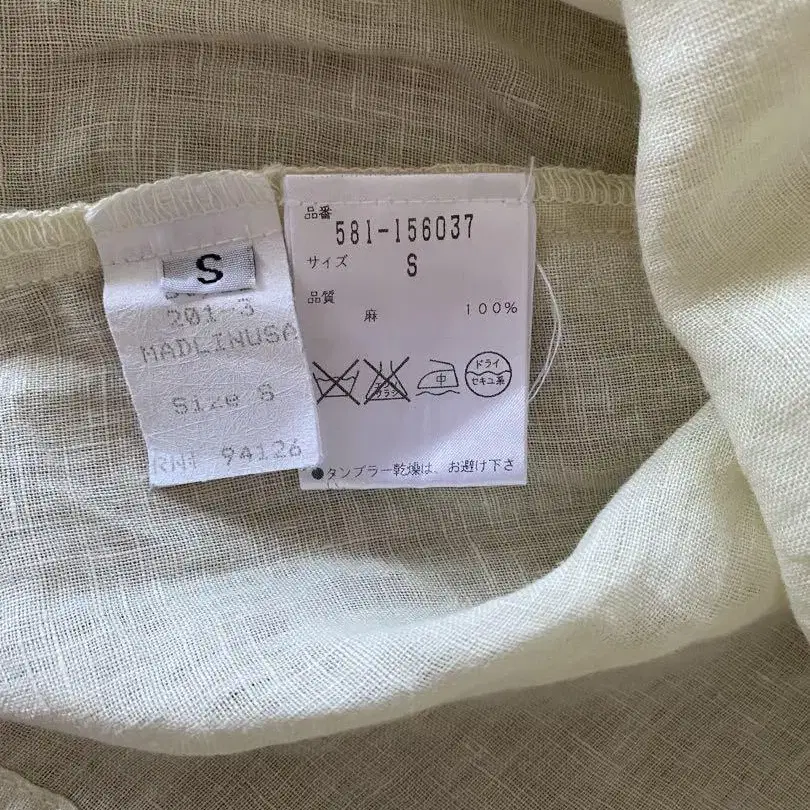 S
201-3
MADLINUSA
Size S
RN# 94126
品番
581-156037
サイズ S
品質
麻 100%
中
ドライ
セキユ系
●タンブラー乾燥は、お避け下さ